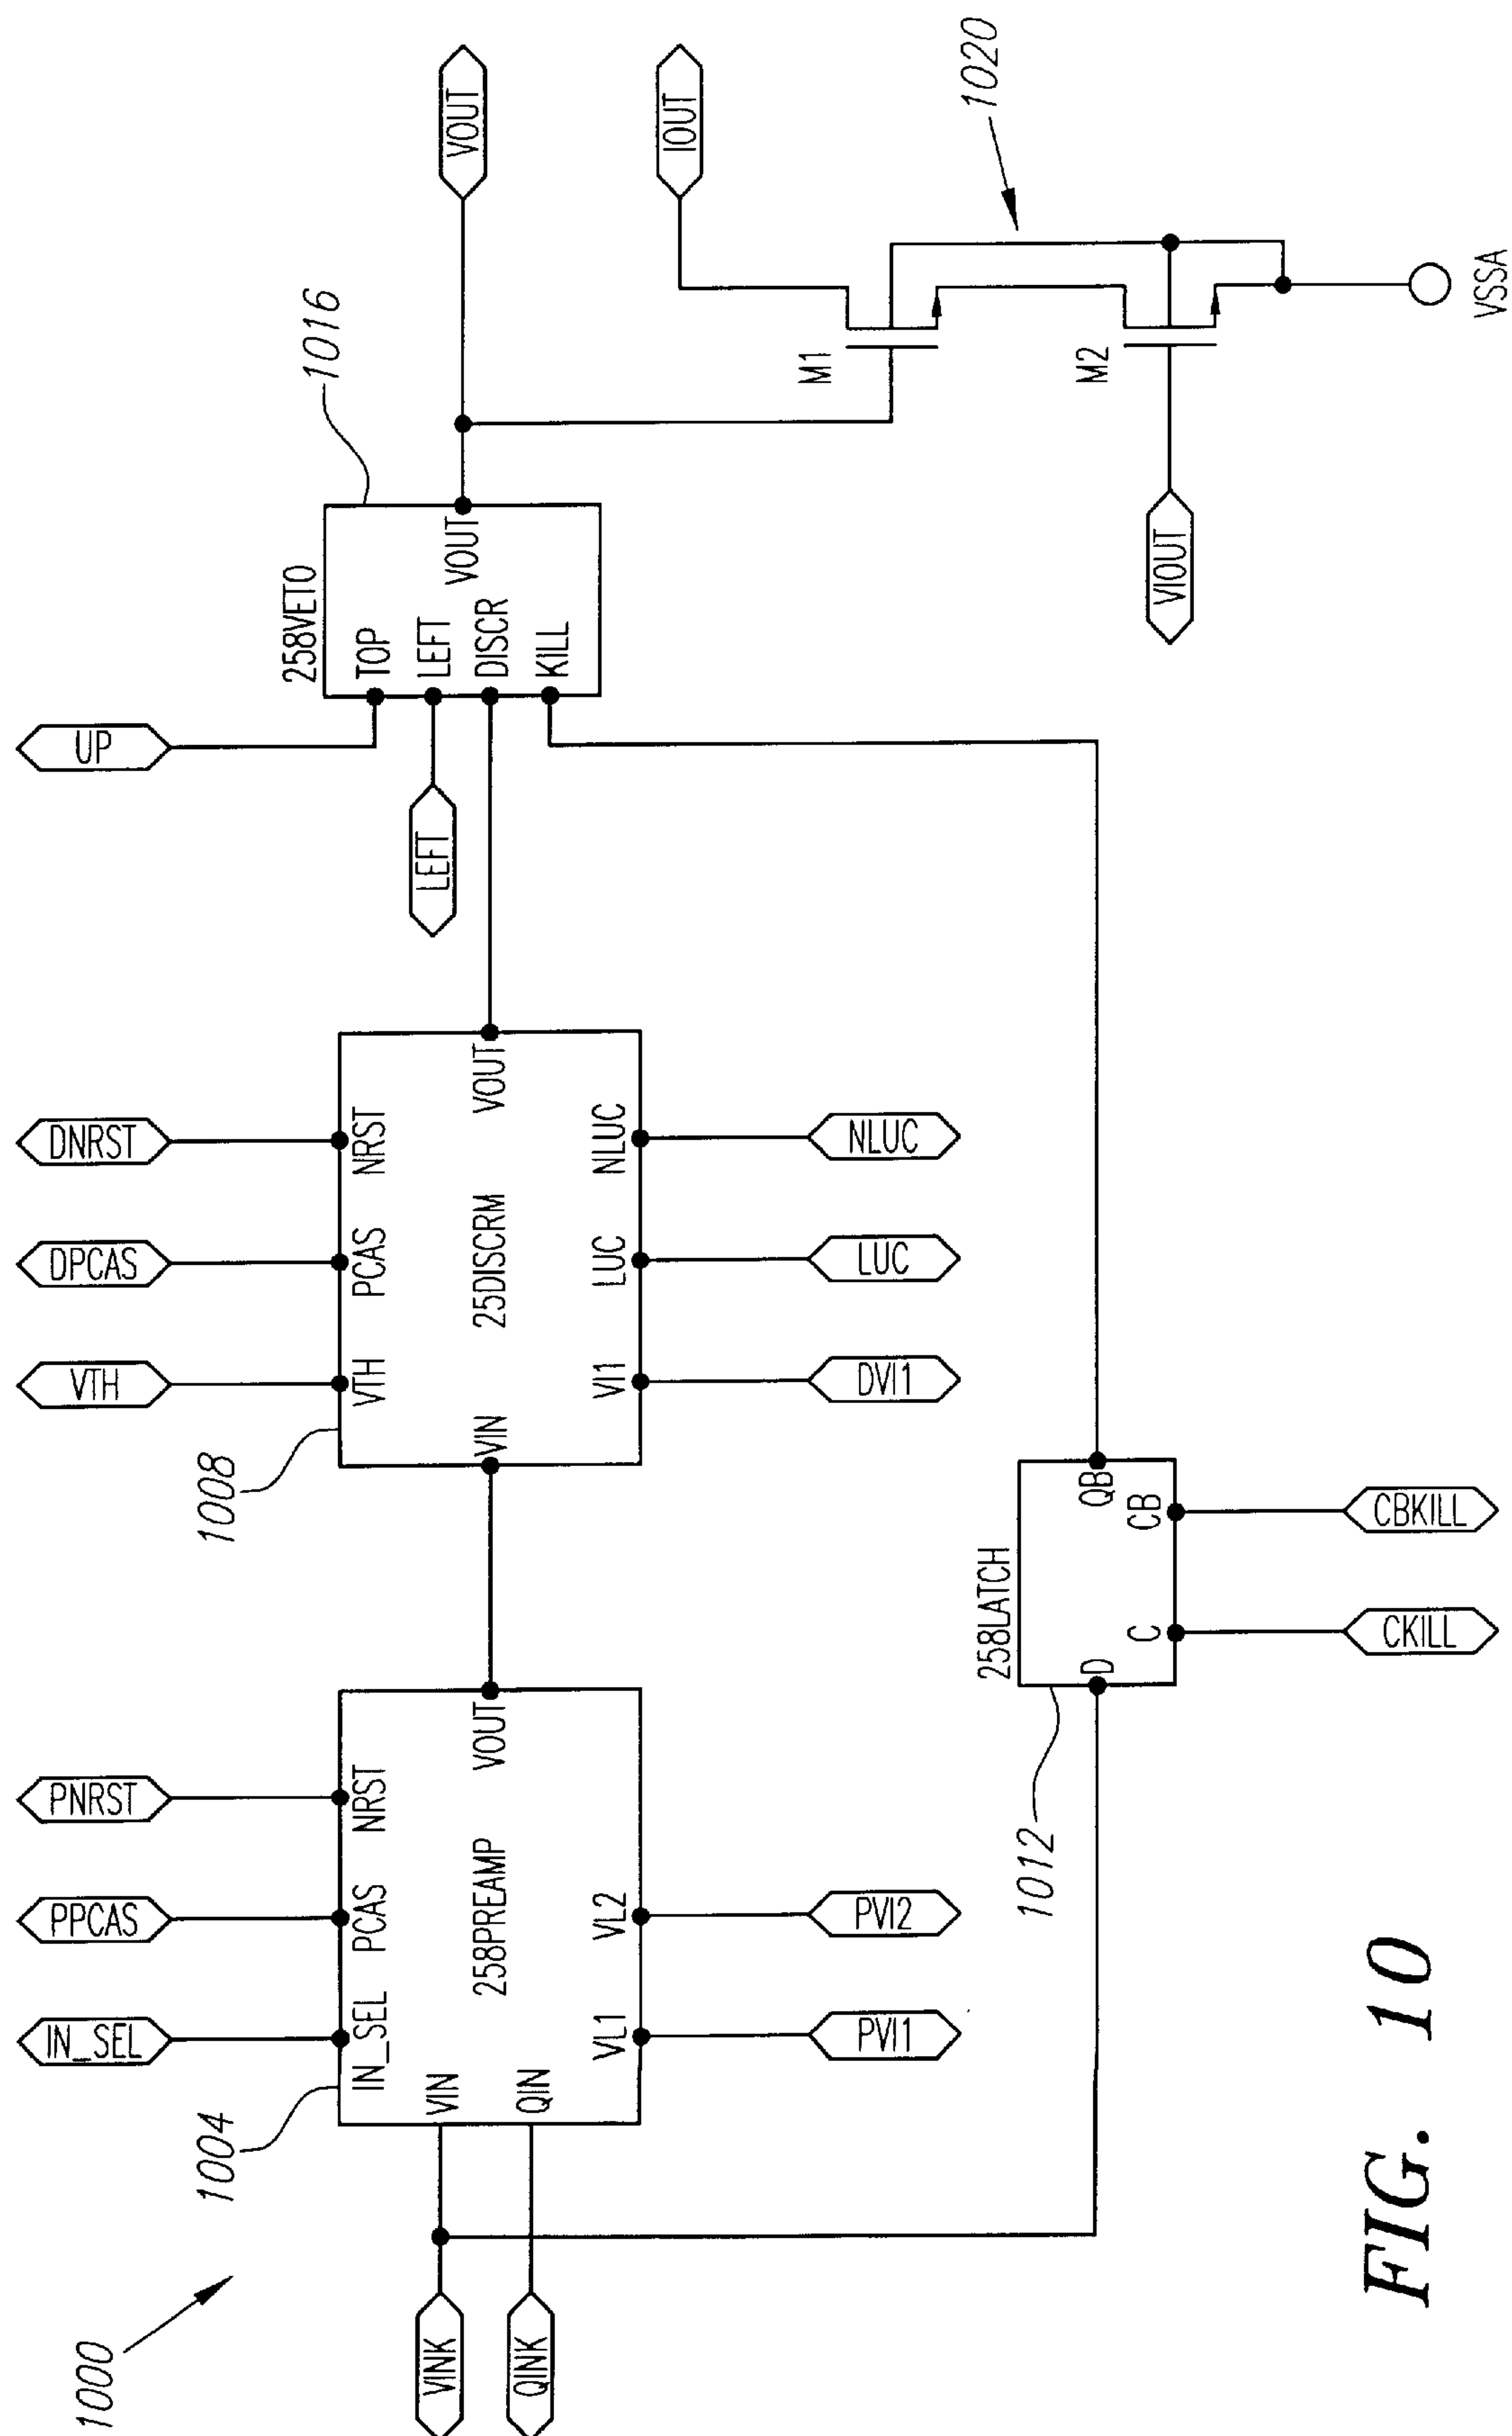 1000
VINK
QINK
1004
IN_SEL
PPCAS
PNRST
IN_SEL
PCAS
NRST
VIN
QIN
258PREAMP
VOUT
VL1
VL2
PVI1
PVI2
1008
VTH
DPCAS
DNRST
VTH
PCAS
NRST
VIN
25DISCRM
VOUT
VI1
LUC
NLUC
DVI1
LUC
NLUC
1012
258LATCH
D
QB
C
CB
CKILL
CBKILL
UP
LEFT
258VETO
1016
TOP
LEFT
DISCR
KILL
VOUT
VOUT
IOUT
M1
M2
1020
VIOUT
VSSA
FIG. 10